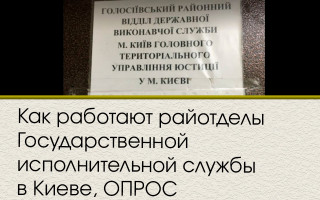 ГОЛОСІЇВСЬКИЙ РАЙОННИЙ
ВІДДІЛ ДЕРЖАВНОЇ
ВИКОНАВЧОЇ СЛУЖБИ
М. КИЇВ ГОЛОВНОГО
ТЕРИТОРІАЛЬНОГО
УПРАВЛІННЯ ЮСТИЦІЇ
У М. КИЄВІ
Как работают райотделы
Государственной
исполнительной службы
в Киеве, ОПРОС